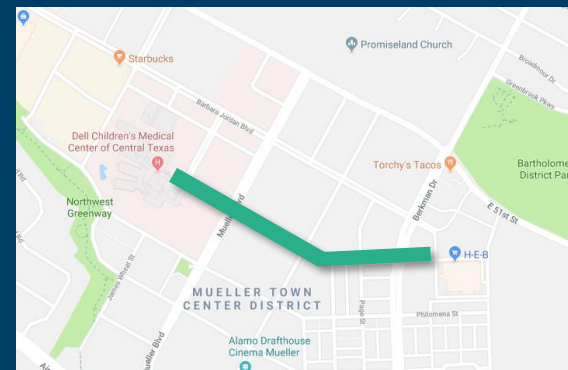 Promiseland Church
Starbucks
Broadmoor Dr
Greenbrook Pkwy
Barbara Jordan Blvd
Dell Children's Medical
Center of Central Texas
H
Torchy's Tacos
Bartholome
District Par
Berkman Dr
E 51st St
Northwest
Greenway
Mueller Blvd
H-E-B
James Wheat St
MUELLER TOWN
CENTER DISTRICT
Page St
Philomena St
Alamo Drafthouse
Cinema Mueller
ueller Blvd